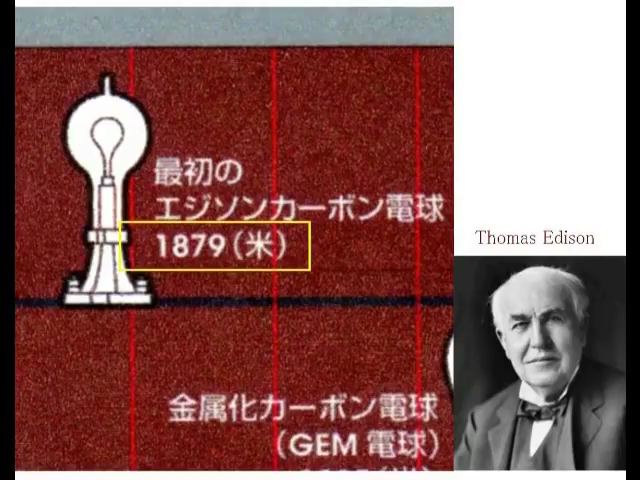 最初の
エジソンカーボン電球
1879(米)
Thomas Edison
金属化カーボン電球
(GEM 電球)